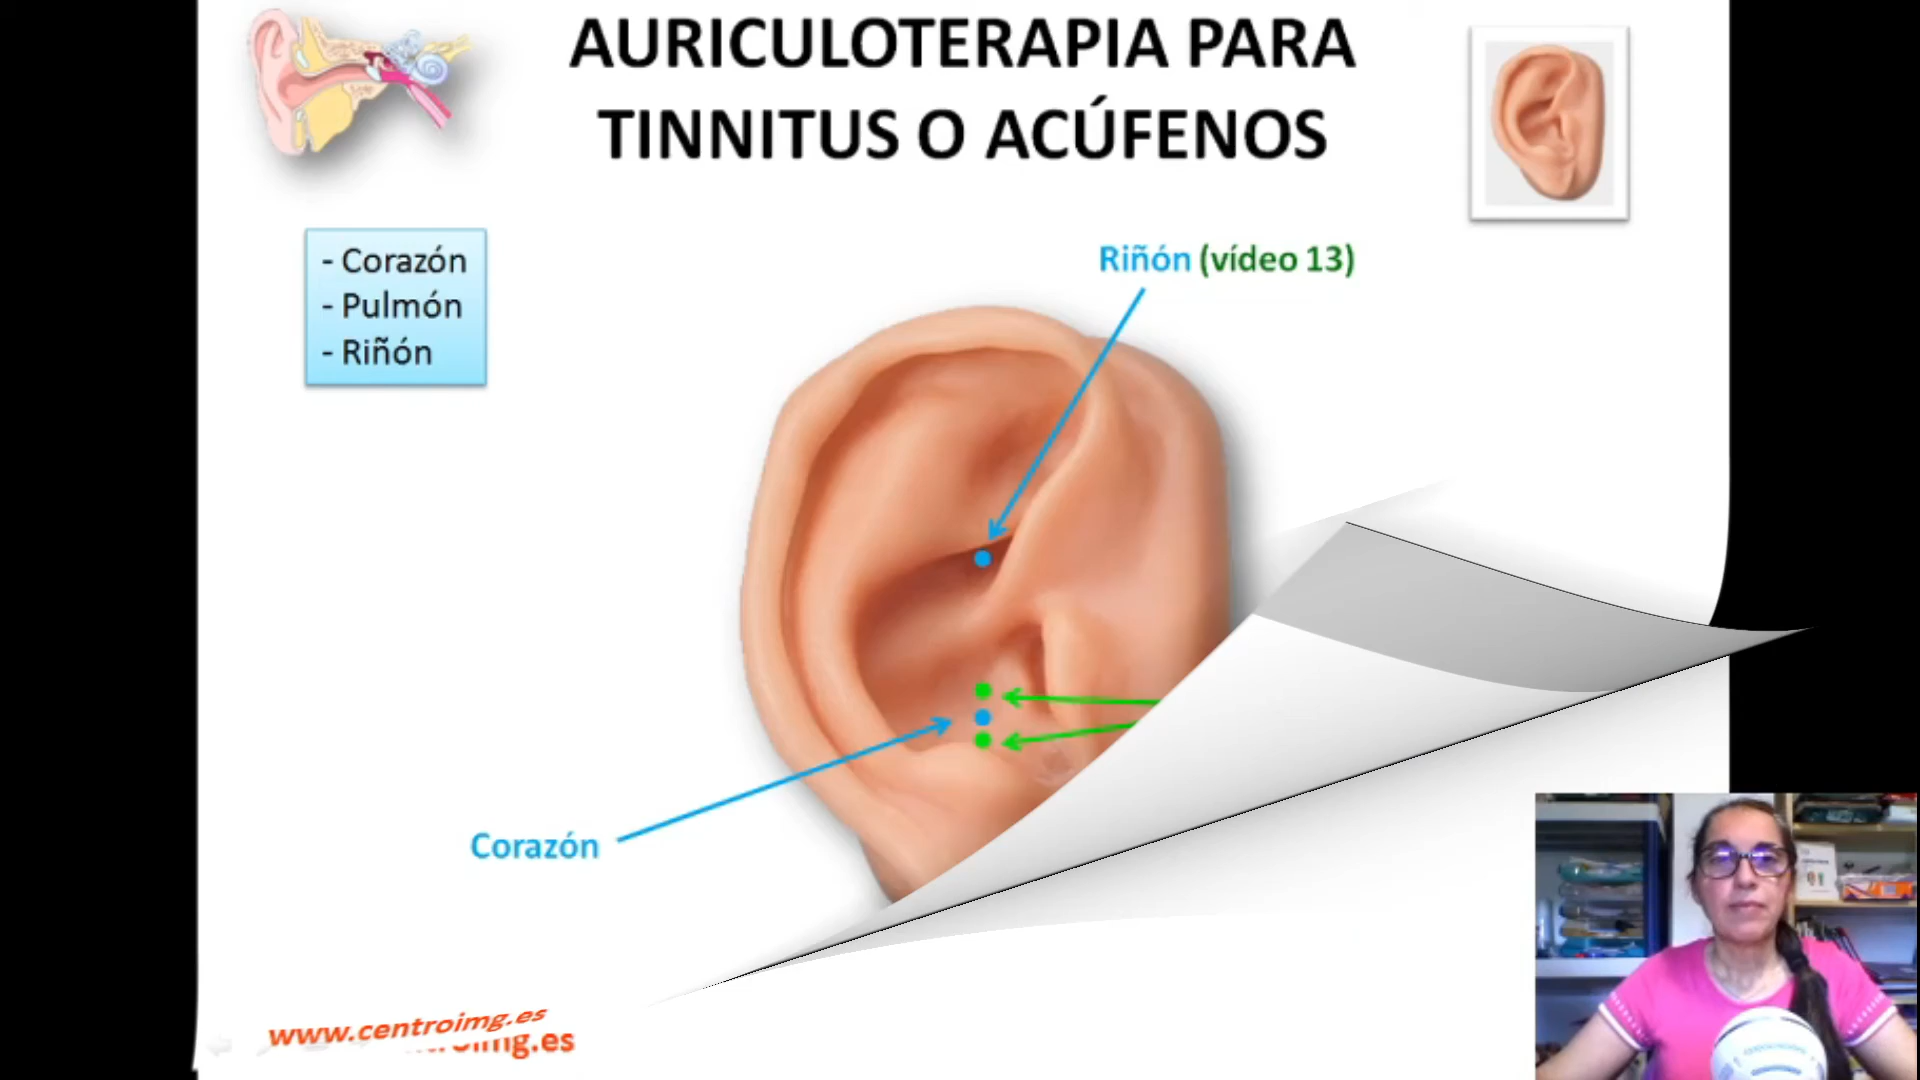 AURICULOTERAPIA PARA
TINNITUS O ACÚFENOS
- Corazón
- Pulmón
- Riñón
Riñón (vídeo 13)
Corazón
www.centroimg.es